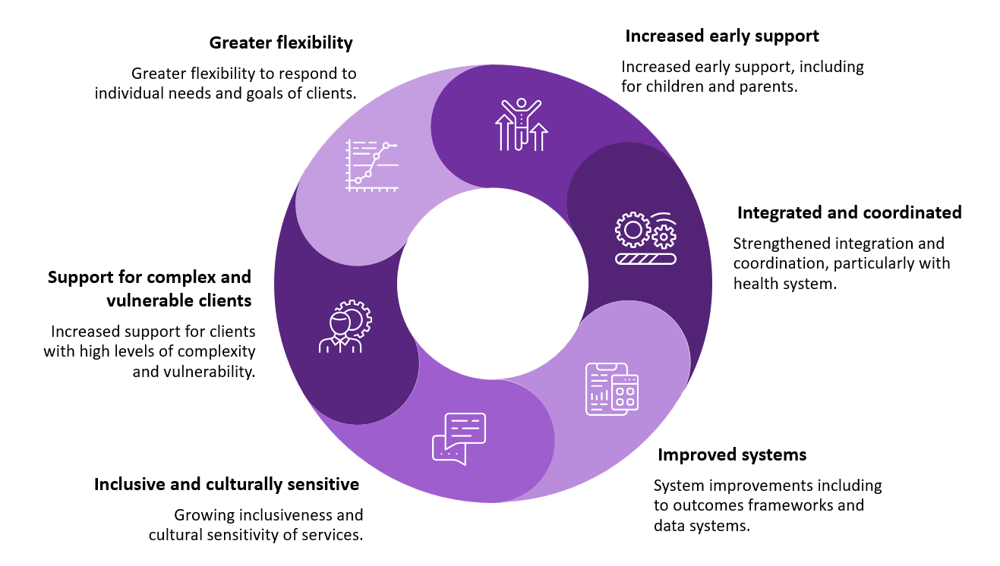 Greater flexibility
Greater flexibility to respond to
individual needs and goals of clients.
Increased early support
Increased early support, including
for children and parents.
Integrated and coordinated
Strengthened integration and
coordination, particularly with
health system.
Improved systems
System improvements including
to outcomes frameworks and
data systems.
Inclusive and culturally sensitive
Growing inclusiveness and
cultural sensitivity of services.
Support for complex and
vulnerable clients
Increased support for clients
with high levels of complexity
and vulnerability.